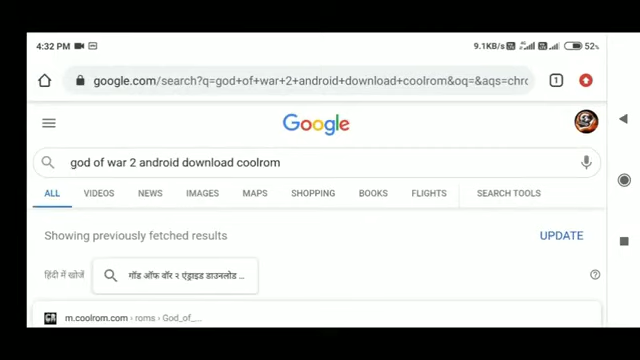 4:32 PM 9.1KB/s 52%
google.com/search?q=god+of+war+2+android+download+coolrom&oq=&aqs=chro 1
Google
god of war 2 android download coolrom
ALL VIDEOS NEWS IMAGES MAPS SHOPPING BOOKS FLIGHTS SEARCH TOOLS
Showing previously fetched results UPDATE
हिंदी में खोजें गॉड ऑफ वॉर २ एंड्राइड डाउनलोड ...
m.coolrom.com › roms › God_of_...